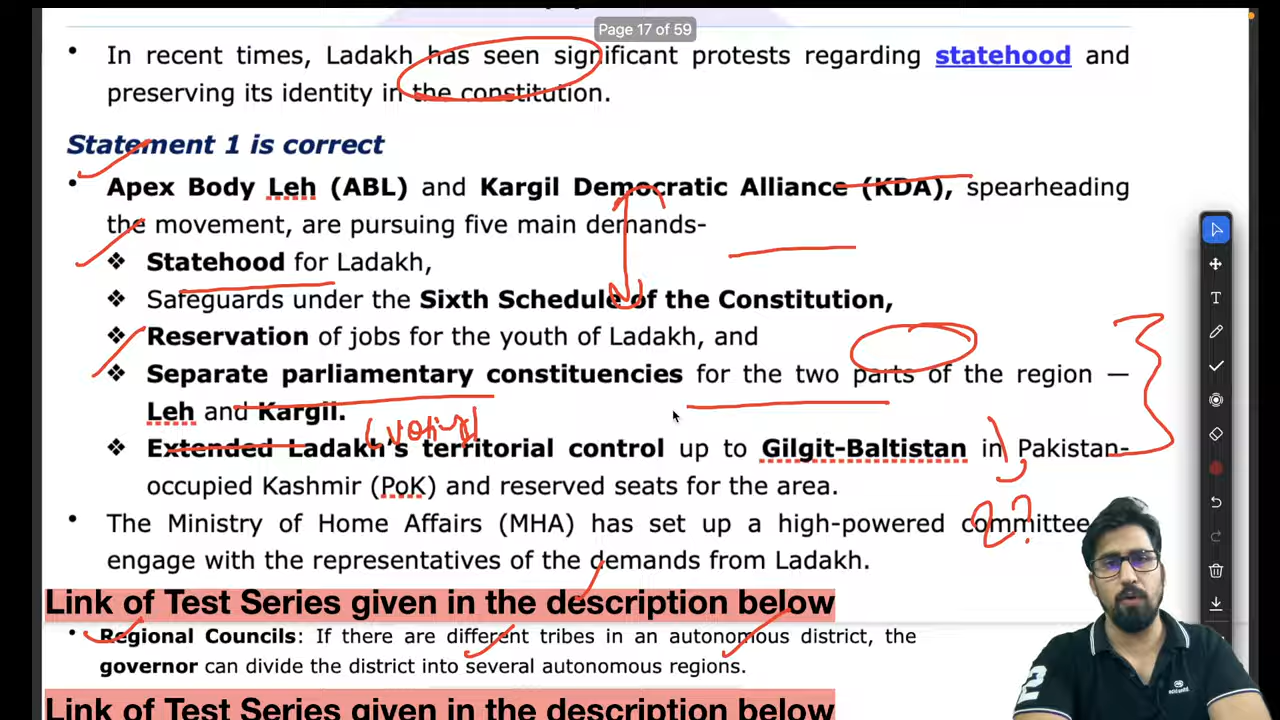 Page 17 of 59
• In recent times, Ladakh has seen significant protests regarding statehood and
preserving its identity in the constitution.
Statement 1 is correct
• Apex Body Leh (ABL) and Kargil Democratic Alliance (KDA), spearheading
the movement, are pursuing five main demands-
❖ Statehood for Ladakh,
❖ Safeguards under the Sixth Schedule of the Constitution,
❖ Reservation of jobs for the youth of Ladakh, and
❖ Separate parliamentary constituencies for the two parts of the region —
Leh and Kargil.
(voting)
❖ Extended Ladakh's territorial control up to Gilgit-Baltistan in Pakistan-
occupied Kashmir (PoK) and reserved seats for the area.
• The Ministry of Home Affairs (MHA) has set up a high-powered committee
2?
engage with the representatives of the demands from Ladakh.
Link of Test Series given in the description below
• Regional Councils: If there are different tribes in an autonomous district, the
governor can divide the district into several autonomous regions.
Link of Test Series given in the description below